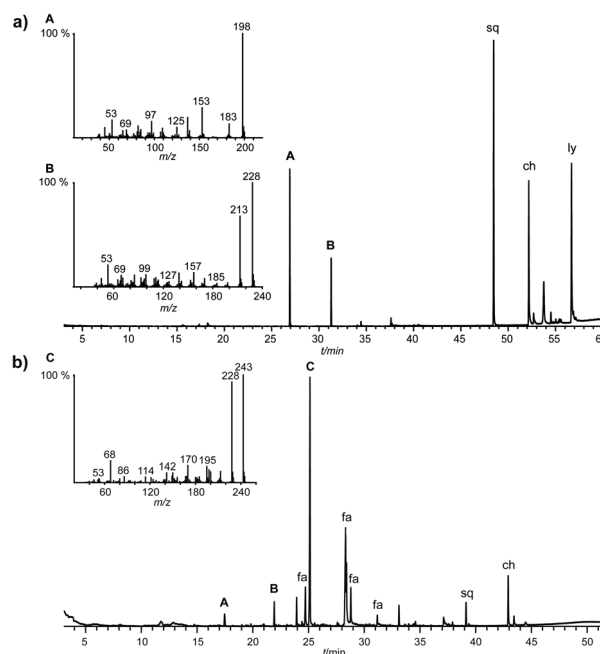 a)
A
100 %
198
53
69
97
125
153
183
50
100
150
200
m/z
B
100 %
228
213
53
69
99
127
157
185
60
120
180
240
m/z
A
B
sq
ch
ly
5
10
15
20
25
30
35
40
45
50
55
t/min
b)
C
100 %
228
243
68
53
86
114
142
170
195
60
120
180
240
m/z
A
B
fa
C
fa
fa
fa
sq
ch
5
10
15
20
25
30
35
40
45
t/min